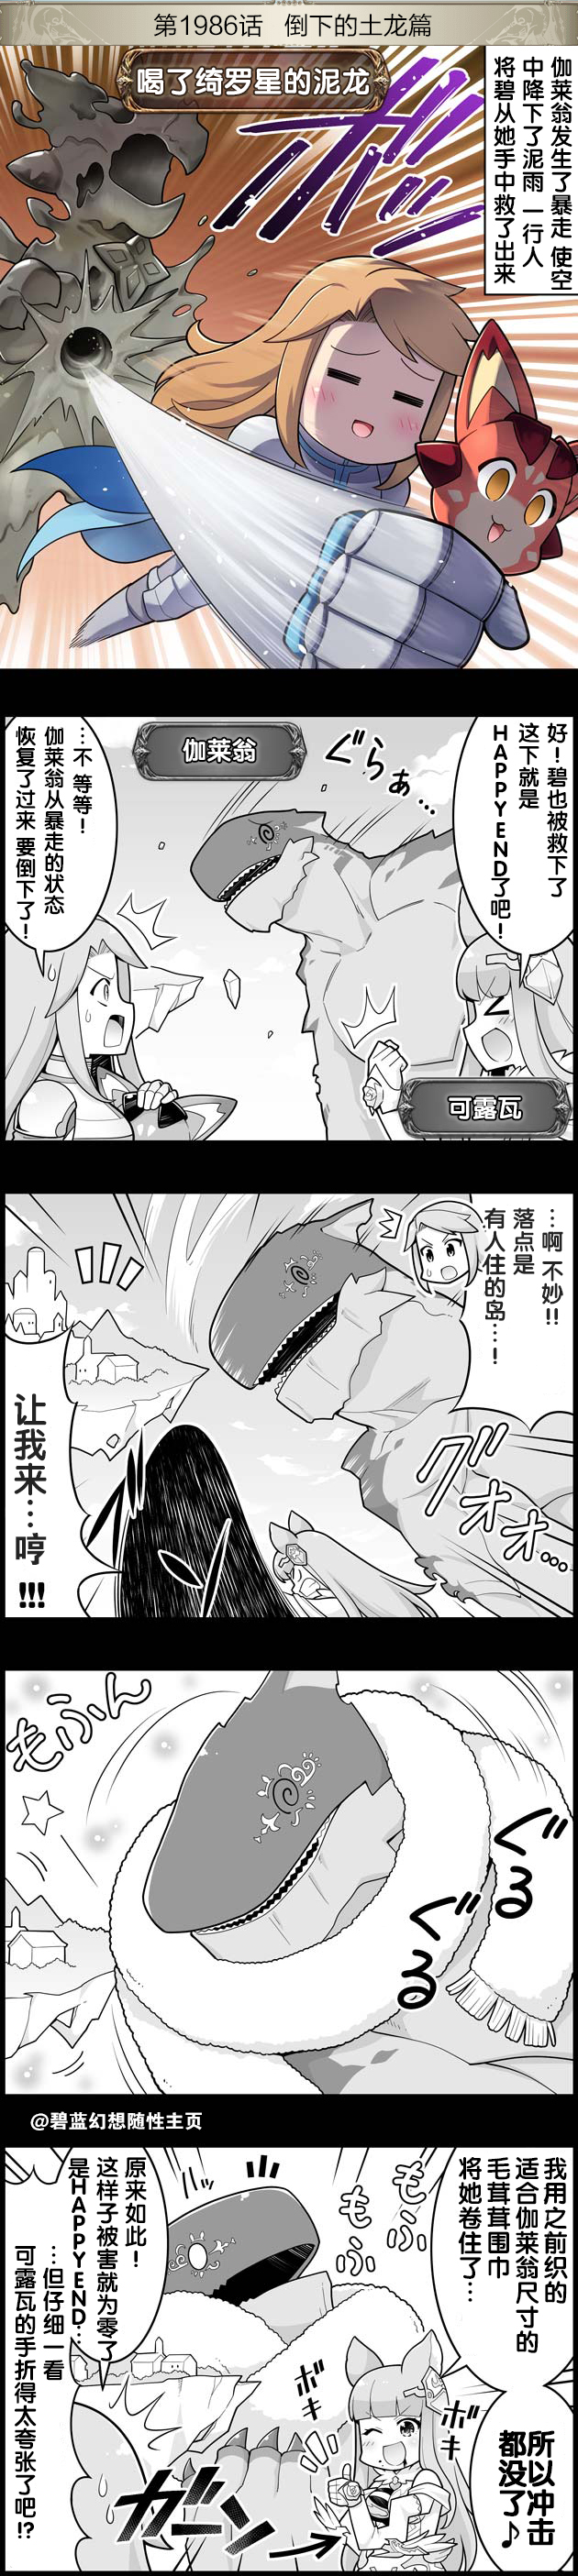 第1986话 倒下的土龙篇
喝了绮罗星的泥龙
伽莱翁发生了暴走 使空
中降下了泥雨 一行人
将碧从她手中救了出来
ボッ
好！碧也被救下了
这下就是
HAPPYEND了吧！
伽莱翁
ぐらぁ…
…不 等等！
伽莱翁从暴走的状态
恢复了过来 要倒下了！
可露瓦
…啊 不妙!!
落点是
有人住的岛…！
グォオオ…
让我来…哼!!!
もふん
ぐる
ぐる
@碧蓝幻想随性主页
我用之前织的
适合伽莱翁尺寸的
毛茸茸围巾
将她卷住了…
もふ
もふ
原来如此！
这样子被害就为零了
是HAPPYEND…
…但仔细一看
可露瓦的手折得太夸张了吧!?
所以冲击
都没了♪
ボキ
ボキ
ガーン